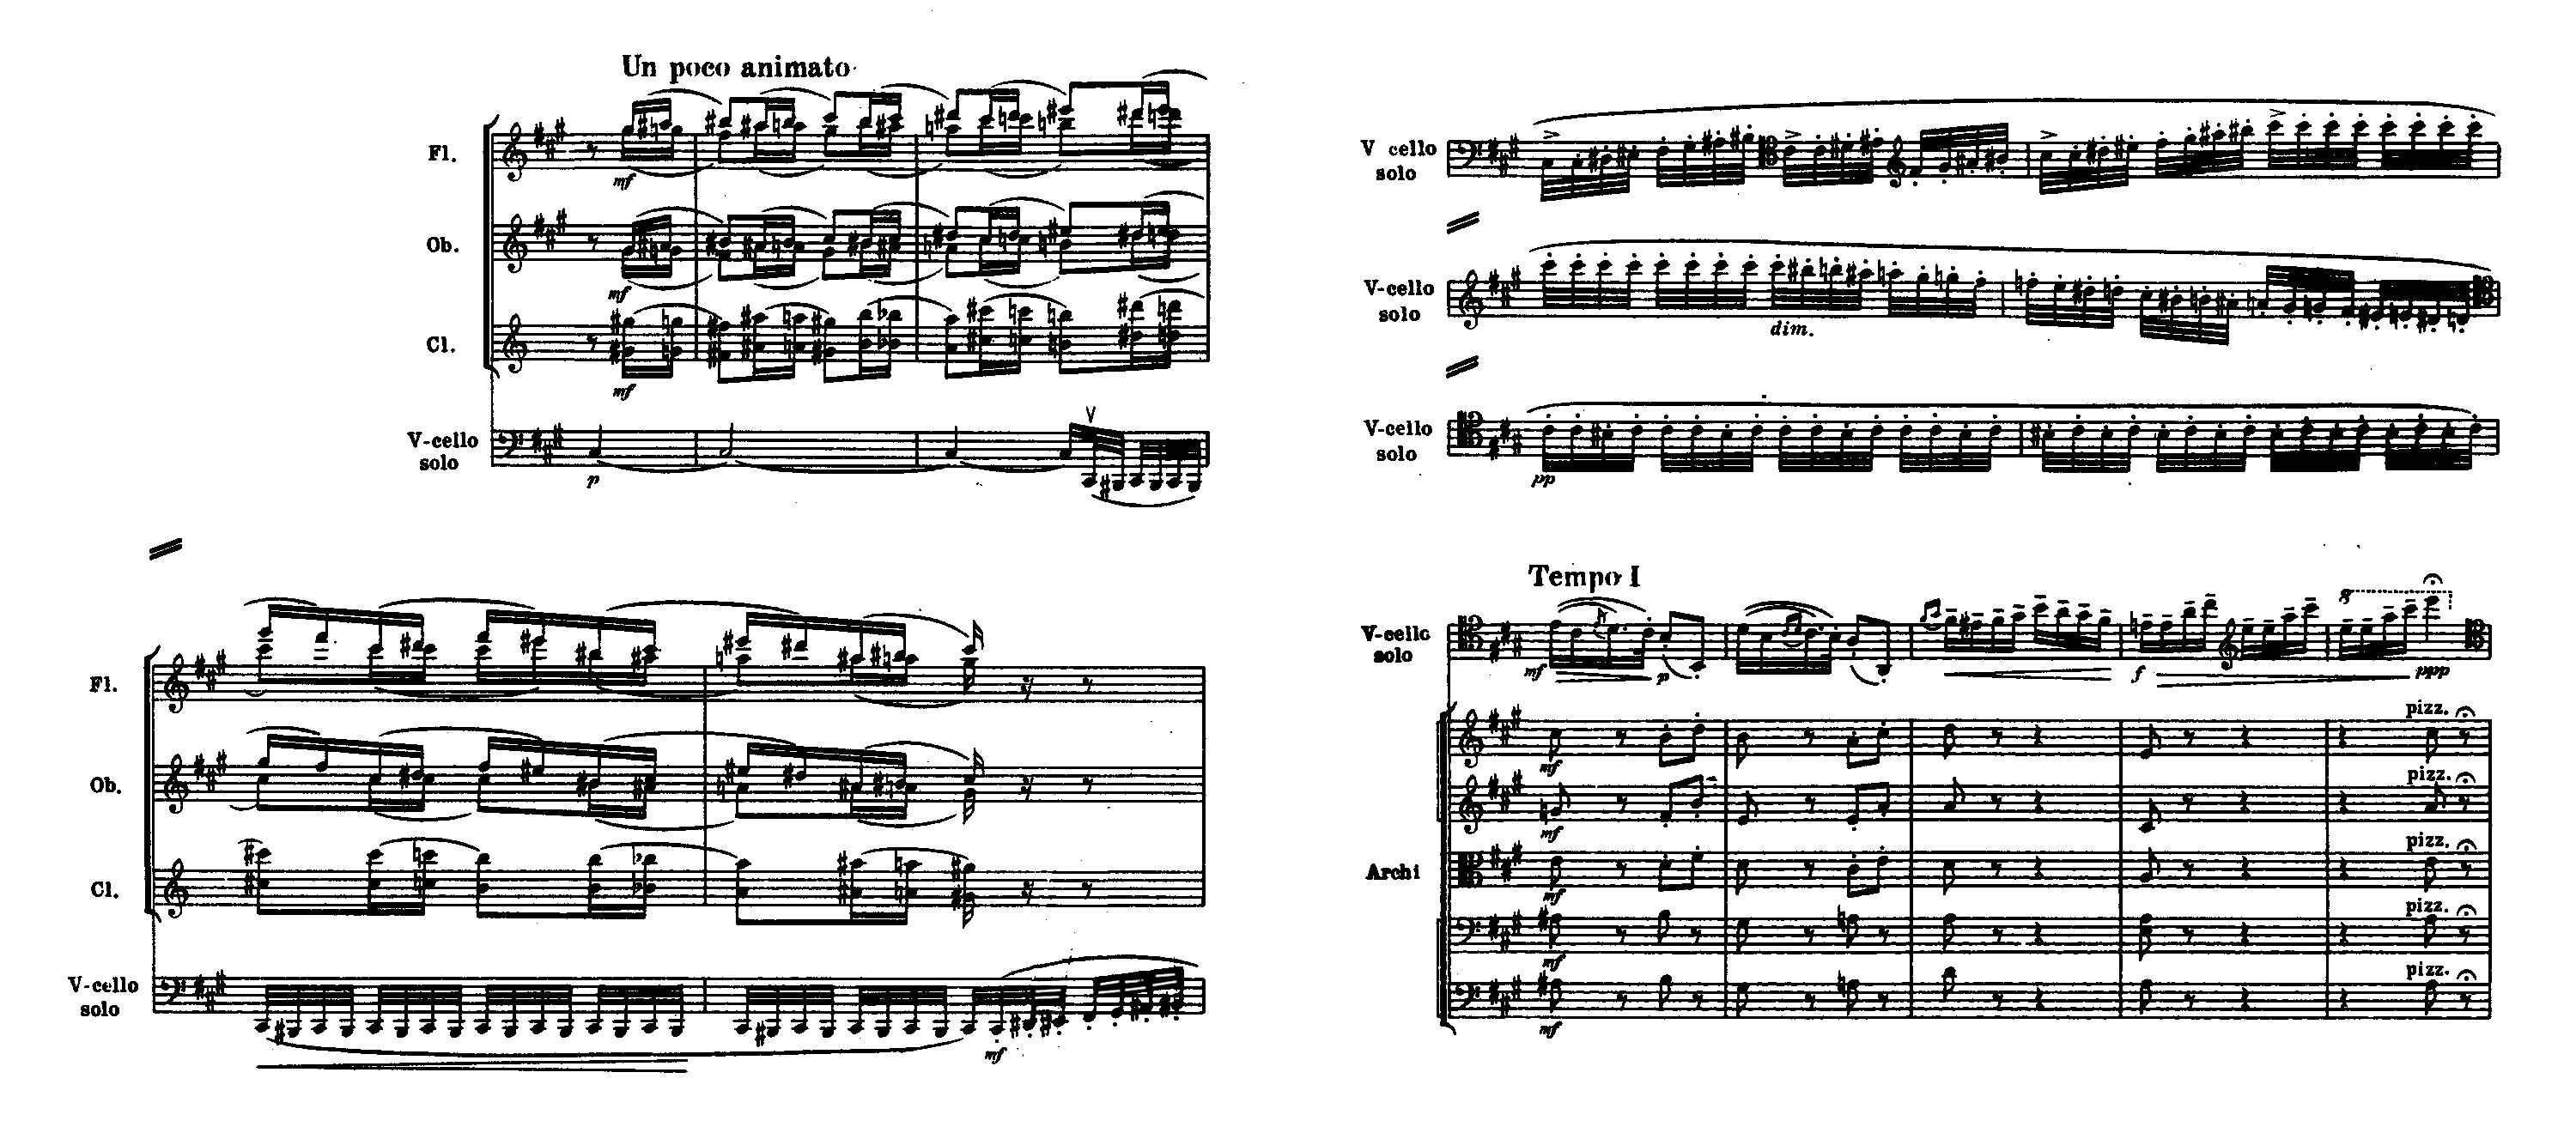 Un poco animato
Fl.
mf
Ob.
mf
Cl.
mf
V-cello
solo
p
Fl.
Ob.
Cl.
V-cello
solo
mf
V cello
solo
V-cello
solo
dim.
V-cello
solo
pp
Tempo I
8
V-cello
solo
mf
p
f
ppp
pizz.
mf
pizz.
mf
pizz.
Archi
mf
pizz.
mf
pizz.
mf